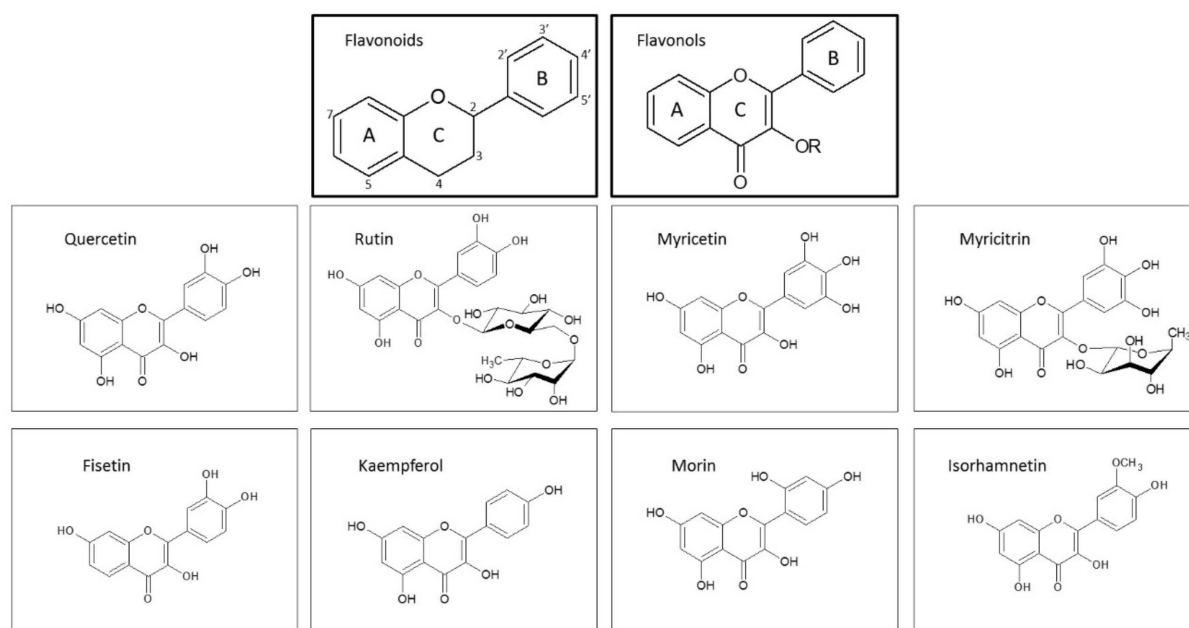 Flavonoids
3′
2′
4′
B
5′
O
2
7
A
C
3
5
4
Flavonols
B
O
A
C
OR
O
Quercetin
OH
OH
HO
O
OH
OH
O
Rutin
OH
OH
HO
O
HO
OH
O
O
OH
OH
O
O
O
H₃C
O
HO
HO
OH
OH
Myricetin
OH
OH
HO
O
OH
OH
OH
O
Myricitrin
OH
OH
HO
O
OH
CH₃
HO
O
O
OH
O
HO
OH
Fisetin
OH
OH
HO
O
OH
O
Kaempferol
OH
HO
O
OH
OH
O
Morin
HO
OH
HO
O
OH
OH
O
Isorhamnetin
OCH₃
OH
HO
O
OH
OH
O